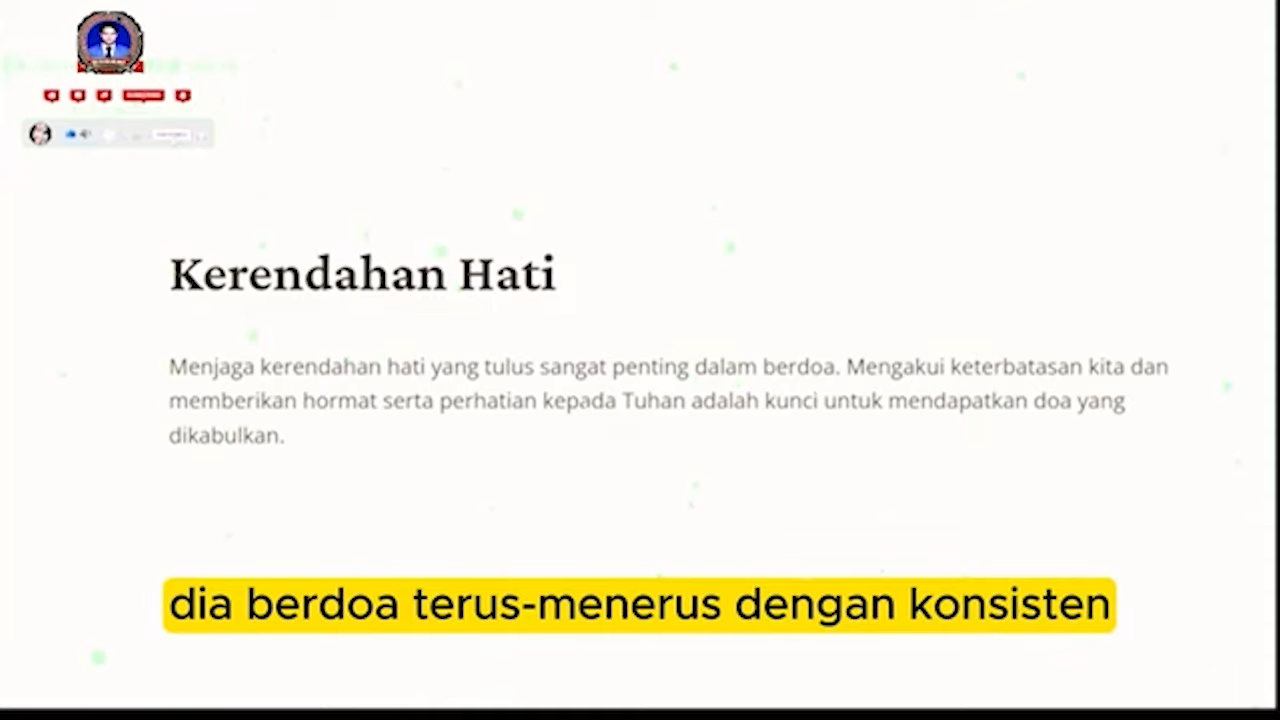 Kerendahan Hati
Menjaga kerendahan hati yang tulus sangat penting dalam berdoa. Mengakui keterbatasan kita dan
memberikan hormat serta perhatian kepada Tuhan adalah kunci untuk mendapatkan doa yang
dikabulkan.
dia berdoa terus-menerus dengan konsisten